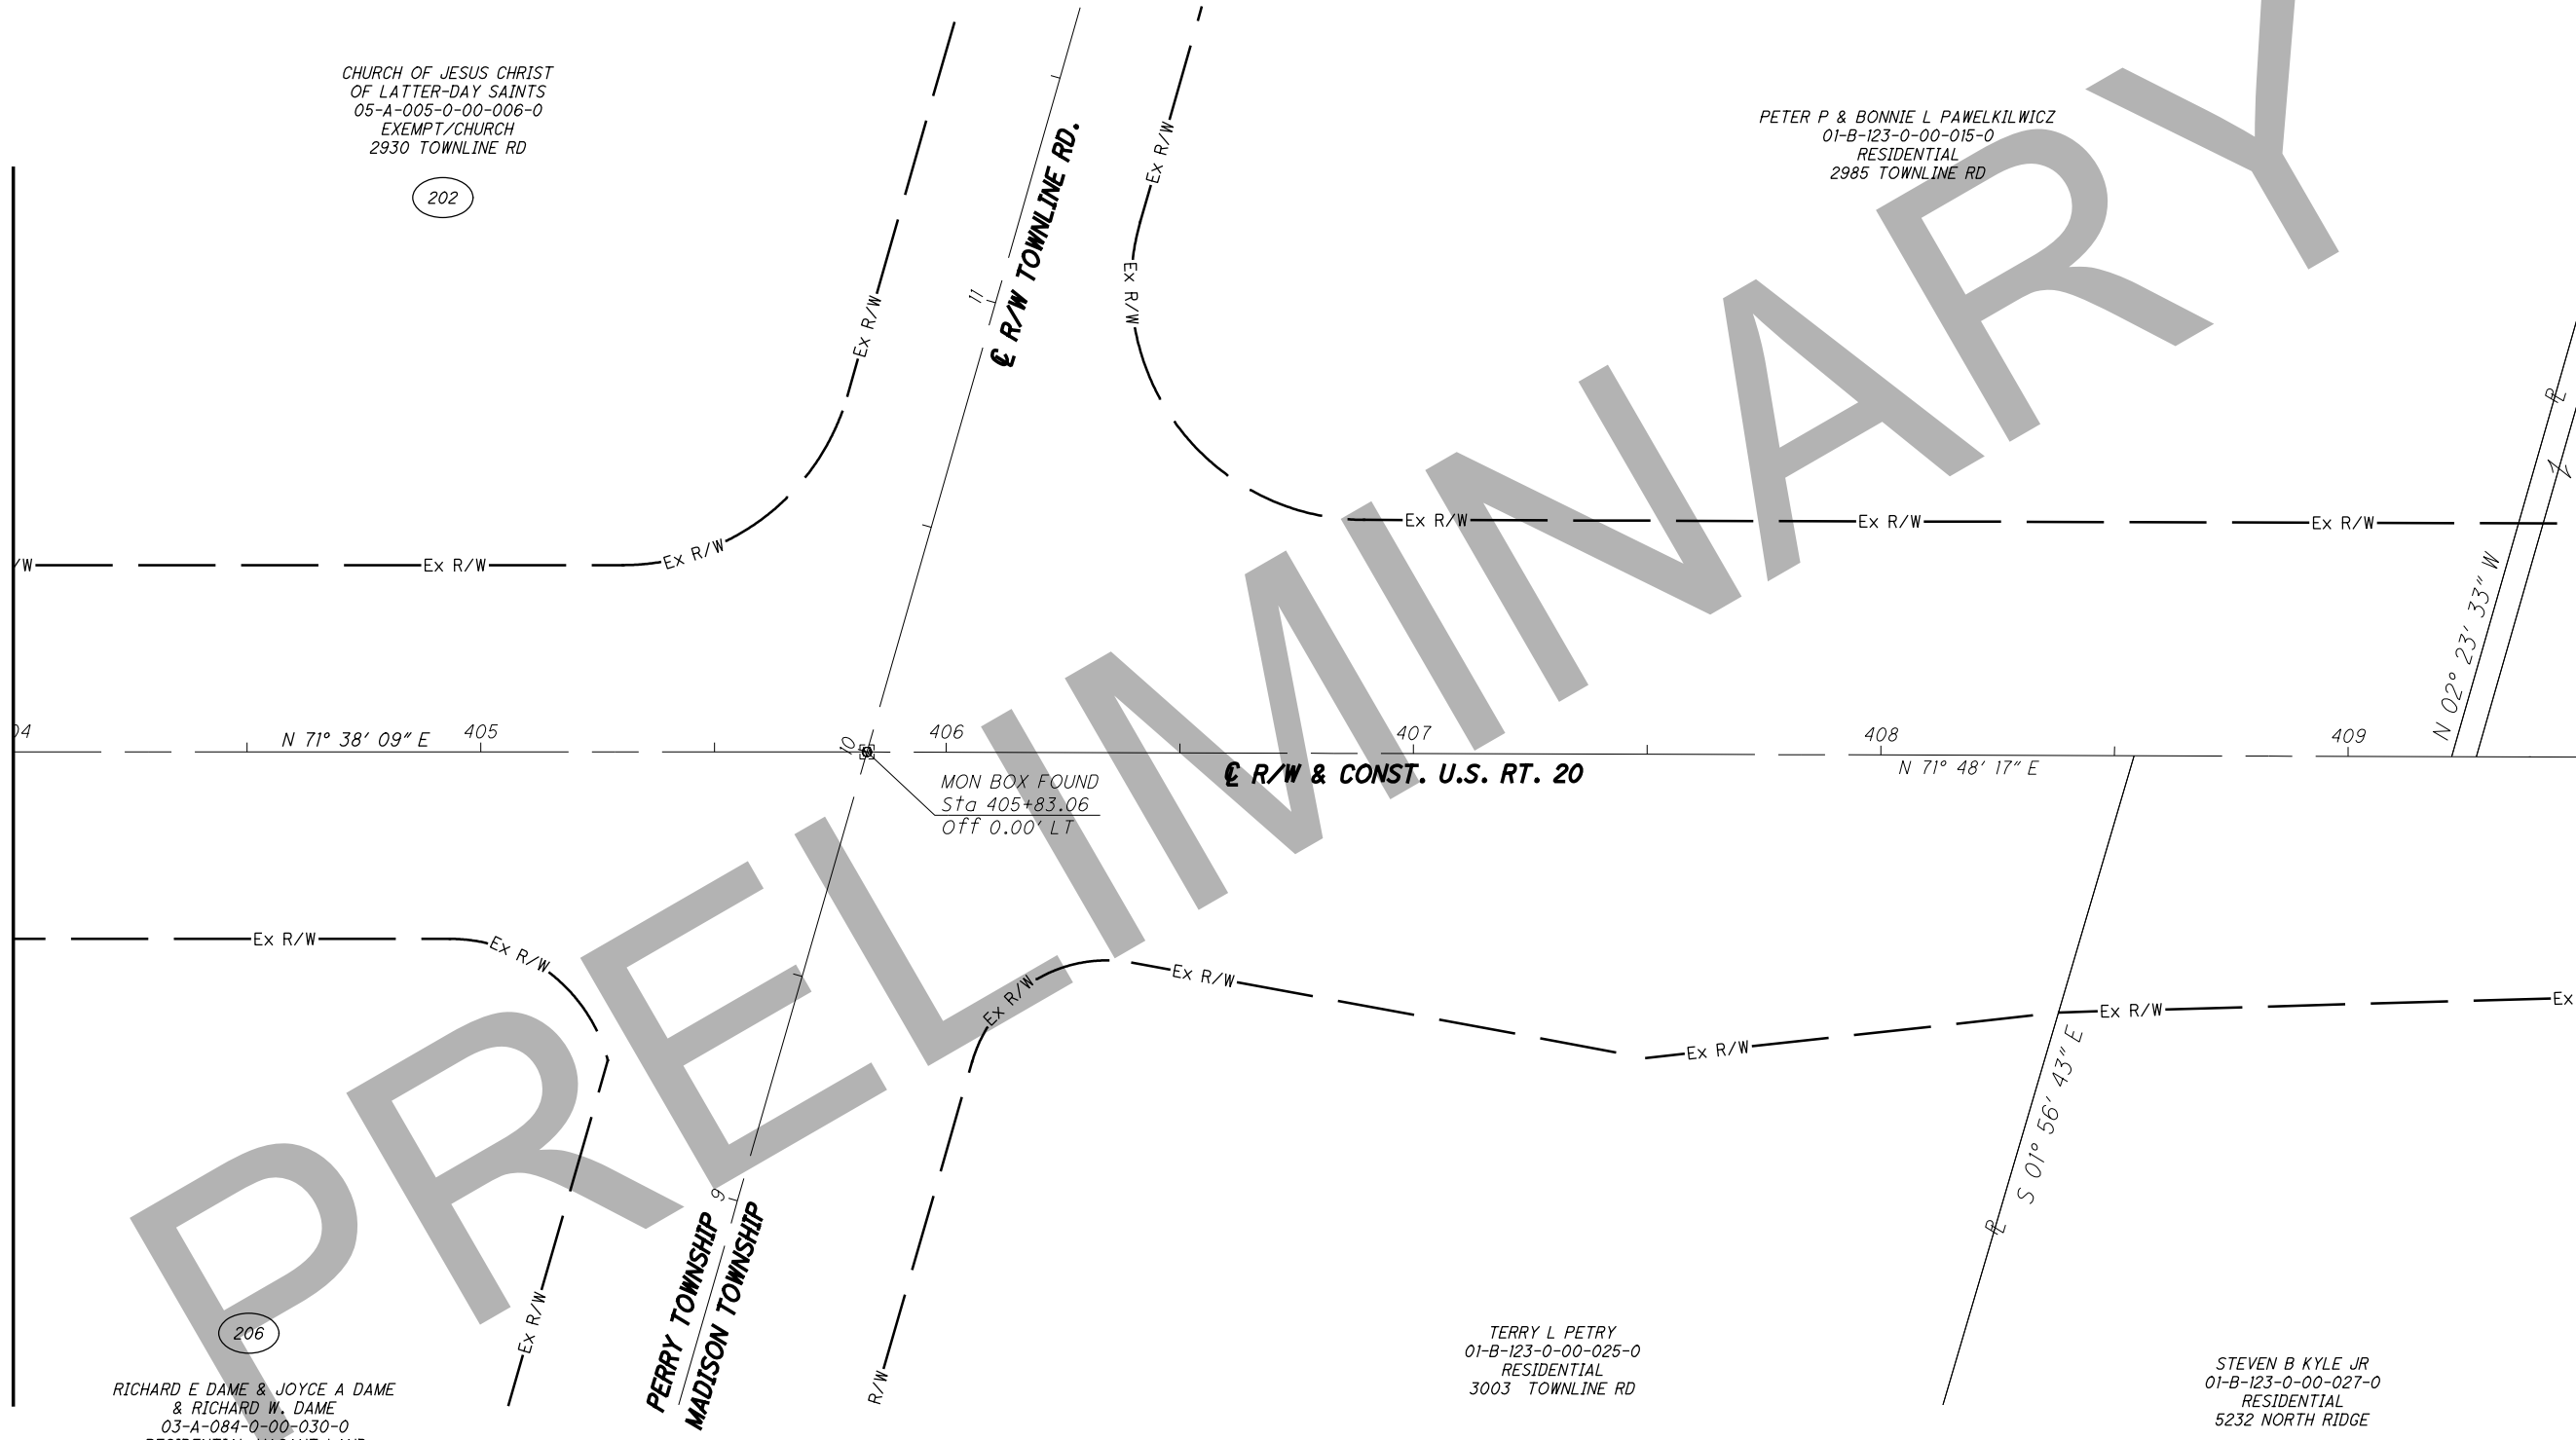 CHURCH OF JESUS CHRIST
OF LATTER-DAY SAINTS
05-A-005-0-00-006-0
EXEMPT/CHURCH
2930 TOWNLINE RD
202
PETER P & BONNIE L PAWELKILWICZ
01-B-123-0-00-015-0
RESIDENTIAL
2985 TOWNLINE RD
℄ R/W TOWNLINE RD.
11
Ex R/W
Ex R/W
Ex R/W
/W
Ex R/W
Ex R/W
Ex R/W
Ex R/W
Ex R/W
PL
N 02° 23' 33" W
04
N 71° 38' 09" E
405
10
406
407
408
409
MON BOX FOUND
Sta 405+83.06
Off 0.00' LT
℄ R/W & CONST. U.S. RT. 20
N 71° 48' 17" E
Ex R/W
Ex R/W
Ex R/W
Ex R/W
Ex R/W
Ex R/W
Ex
S 01° 56' 43" E
PL
9
PERRY TOWNSHIP
MADISON TOWNSHIP
Ex R/W
R/W
206
RICHARD E DAME & JOYCE A DAME
& RICHARD W. DAME
03-A-084-0-00-030-0
TERRY L PETRY
01-B-123-0-00-025-0
RESIDENTIAL
3003 TOWNLINE RD
STEVEN B KYLE JR
01-B-123-0-00-027-0
RESIDENTIAL
5232 NORTH RIDGE
PRELIMINARY